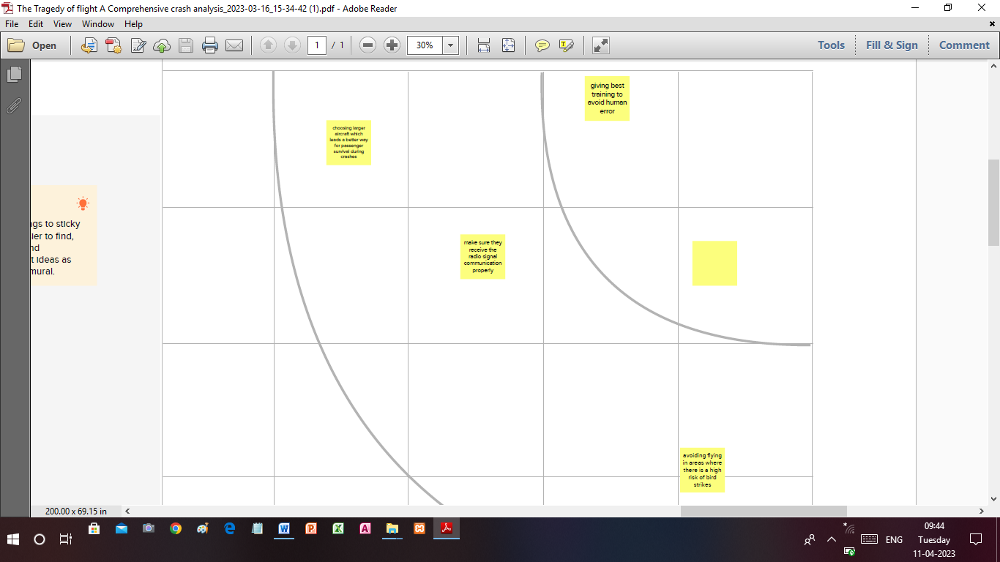 The Tragedy of flight A Comprehensive crash analysis_2023-03-16_15-34-42 (1).pdf - Adobe Reader
File Edit View Window Help
Open 1 / 1 30% Tools Fill & Sign Comment
giving best
training to
avoid human
error
choosing larger
aircraft which
leads a better way
for passenger
survival during
crashes
ngs to sticky
ier to find,
nd
t ideas as
mural.
make sure they
receive the
radio signal
communication
properly
avoiding flying
in areas where
there is a high
risk of bird
strikes
200.00 x 69.15 in
09:44
ENG Tuesday
11-04-2023